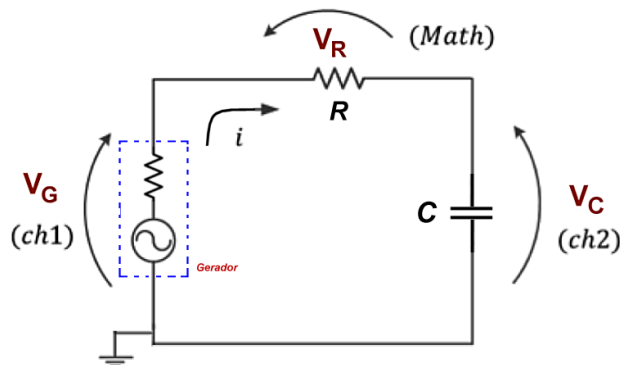 V_R
(Math)
R
i
V_G
(ch1)
Gerador
C
V_C
(ch2)